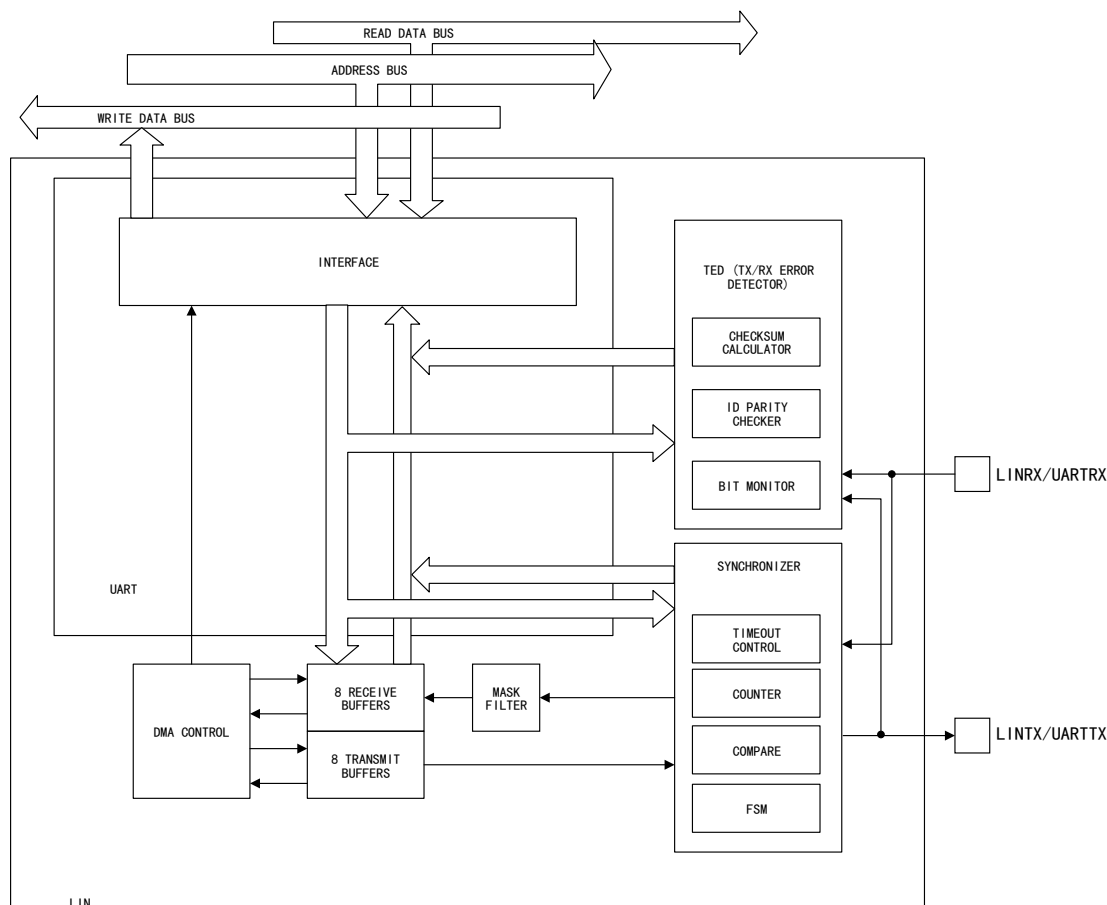 READ DATA BUS
ADDRESS BUS
WRITE DATA BUS
INTERFACE
TED (TX/RX ERROR
DETECTOR)
CHECKSUM
CALCULATOR
ID PARITY
CHECKER
BIT MONITOR
LINRX/UARTRX
SYNCHRONIZER
UART
TIMEOUT
CONTROL
8 RECEIVE
BUFFERS
MASK
FILTER
COUNTER
DMA CONTROL
COMPARE
LINTX/UARTTX
8 TRANSMIT
BUFFERS
FSM
LIN